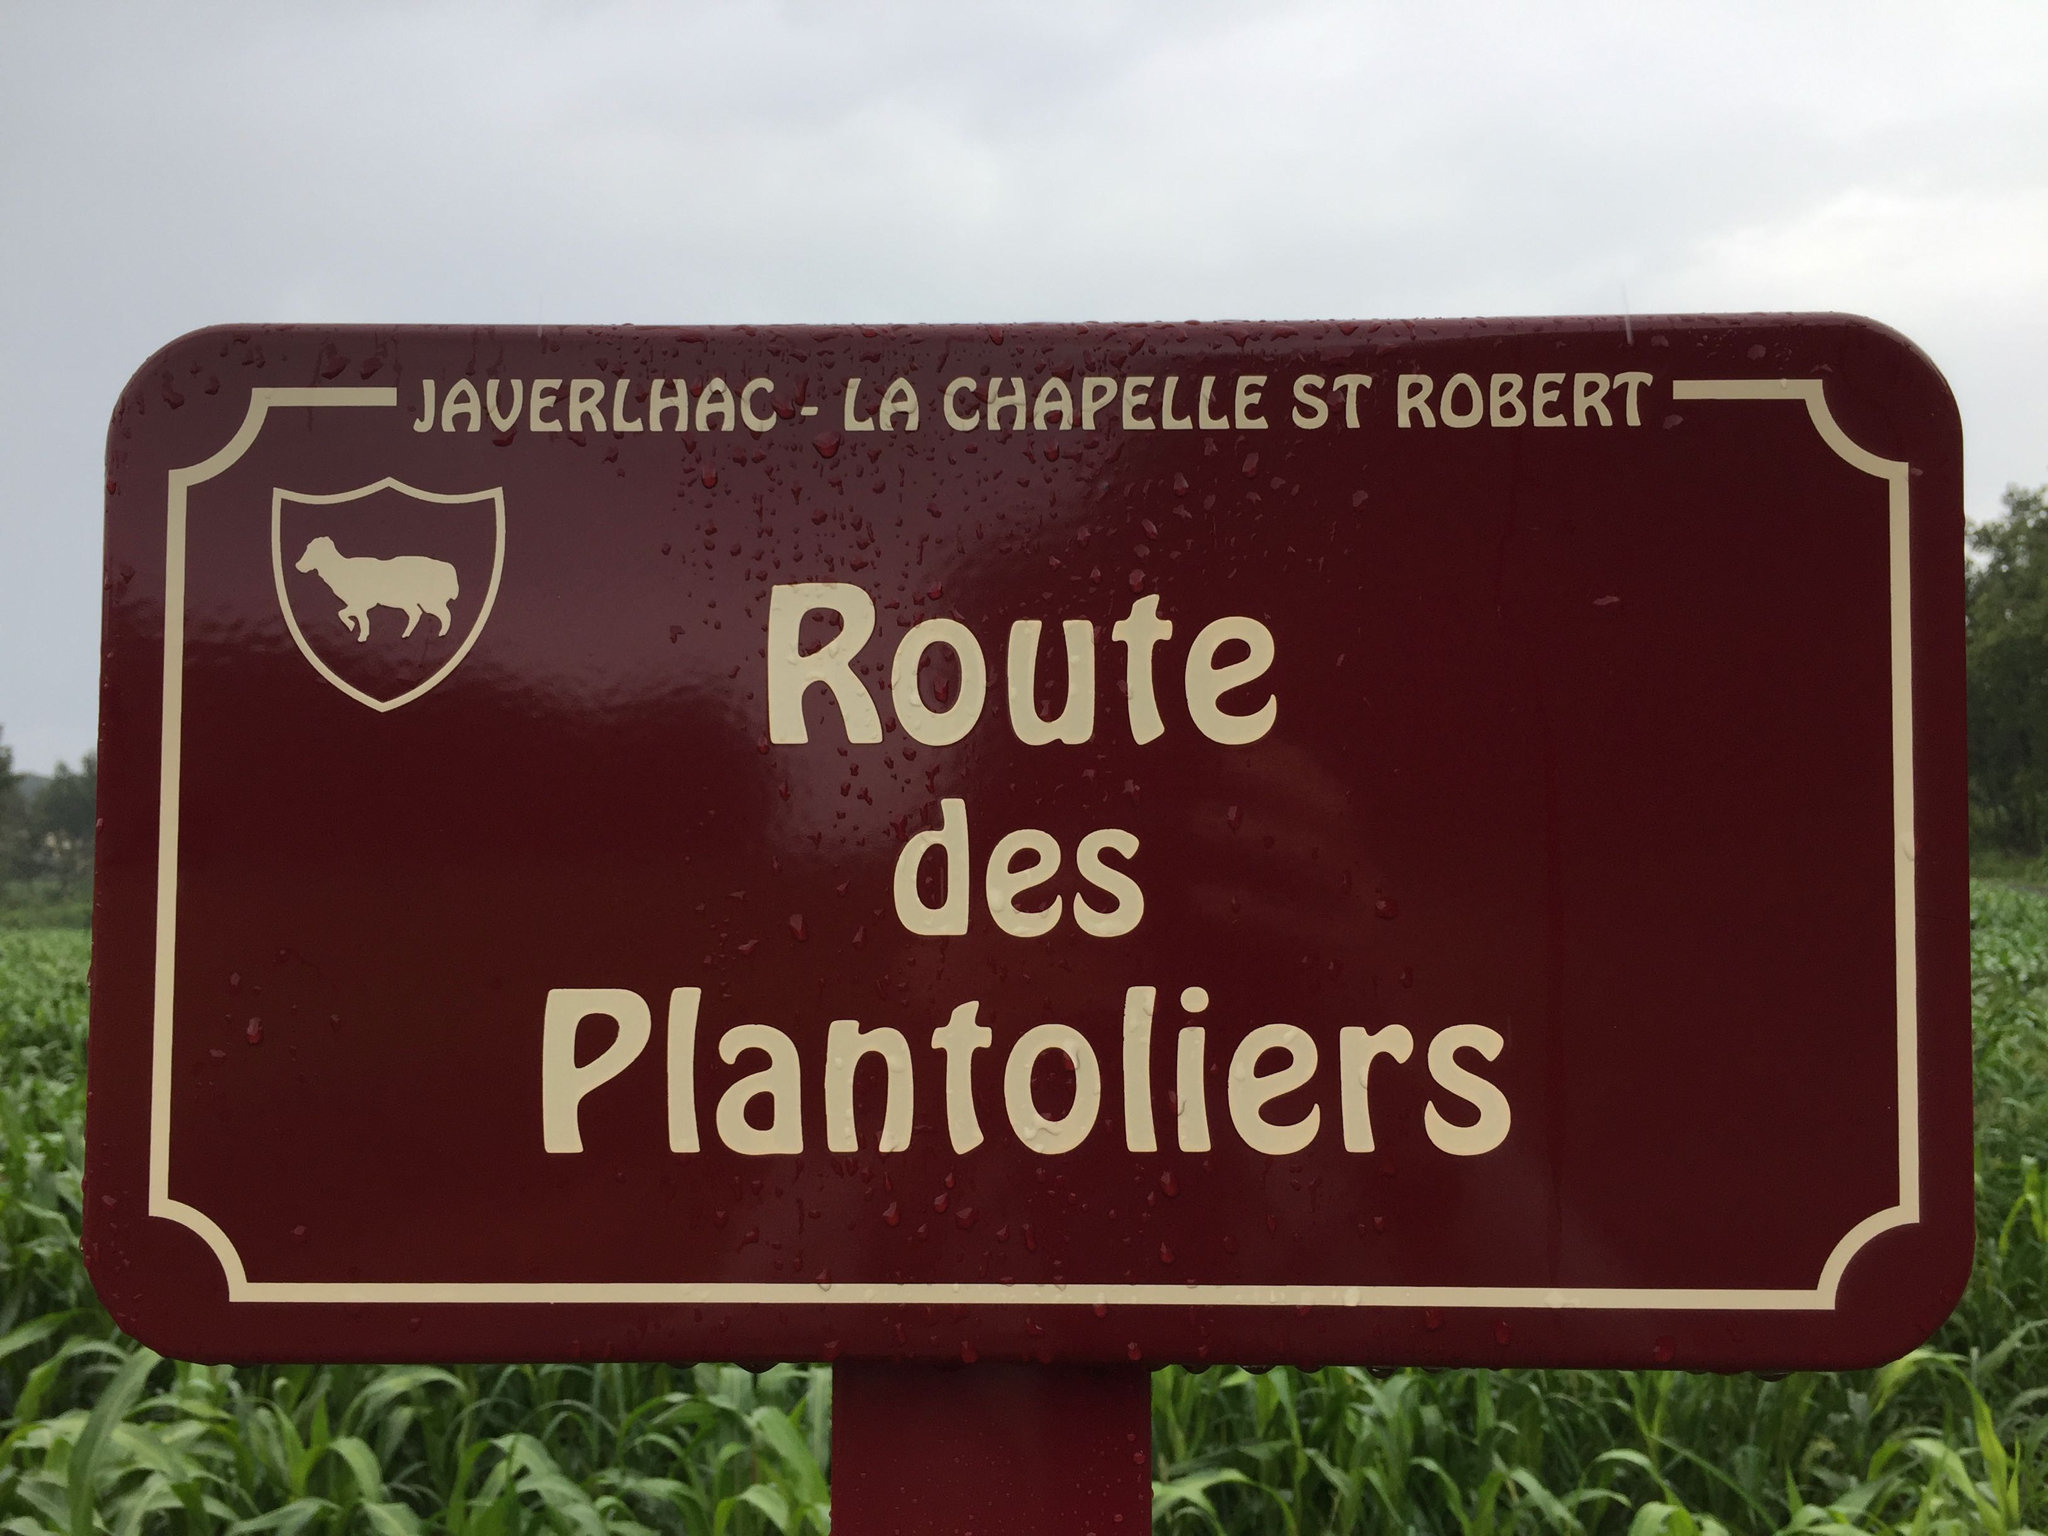 JAVERLHAC - LA CHAPELLE ST ROBERT
Route
des
Plantoliers